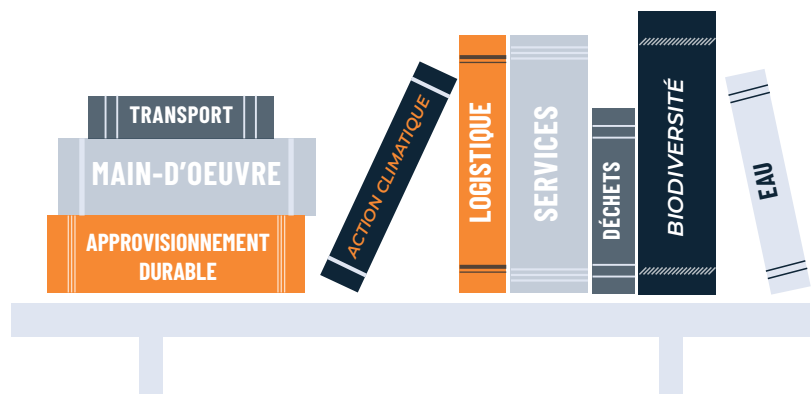 TRANSPORT
MAIN-D'OEUVRE
APPROVISIONNEMENT
DURABLE
ACTION CLIMATIQUE
LOGISTIQUE
SERVICES
DÉCHETS
BIODIVERSITÉ
EAU